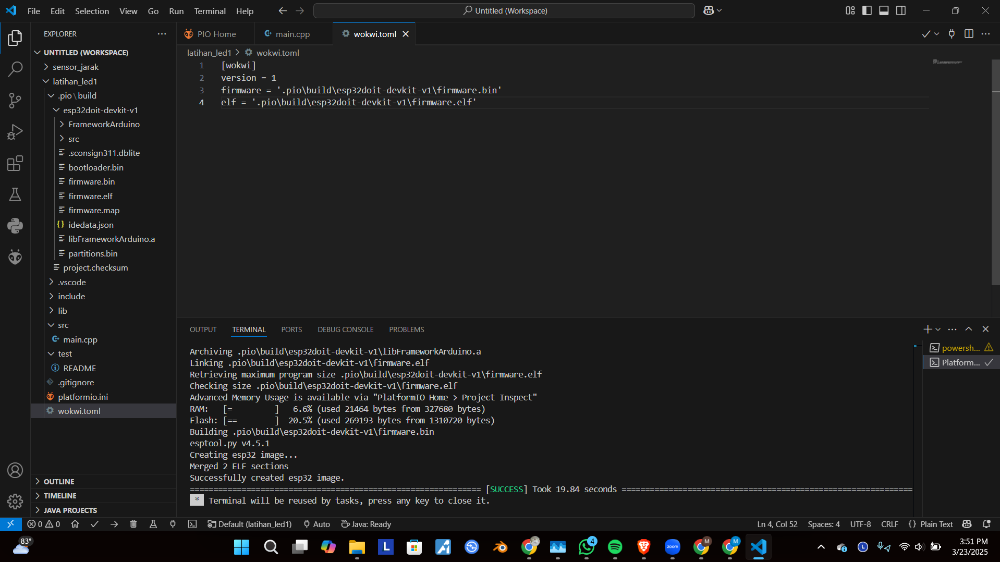 File Edit Selection View Go Run Terminal Help
Untitled (Workspace)
EXPLORER
UNTITLED (WORKSPACE)
sensor_jarak
latihan_led1
.pio\build
esp32doit-devkit-v1
FrameworkArduino
src
.sconsign311.dblite
bootloader.bin
firmware.bin
firmware.elf
firmware.map
idedata.json
libFrameworkArduino.a
partitions.bin
project.checksum
.vscode
include
lib
src
main.cpp
test
README
.gitignore
platformio.ini
wokwi.toml
OUTLINE
TIMELINE
JAVA PROJECTS
PIO Home main.cpp wokwi.toml
latihan_led1 > wokwi.toml
1 [wokwi]
2 version = 1
3 firmware = '.pio\build\esp32doit-devkit-v1\firmware.bin'
4 elf = '.pio\build\esp32doit-devkit-v1\firmware.elf'
OUTPUT TERMINAL PORTS DEBUG CONSOLE PROBLEMS
Archiving .pio\build\esp32doit-devkit-v1\libFrameworkArduino.a
Linking .pio\build\esp32doit-devkit-v1\firmware.elf
Retrieving maximum program size .pio\build\esp32doit-devkit-v1\firmware.elf
Checking size .pio\build\esp32doit-devkit-v1\firmware.elf
Advanced Memory Usage is available via "PlatformIO Home > Project Inspect"
RAM:   [=         ]   6.6% (used 21464 bytes from 327680 bytes)
Flash: [==        ]  20.5% (used 269193 bytes from 1310720 bytes)
Building .pio\build\esp32doit-devkit-v1\firmware.bin
esptool.py v4.5.1
Creating esp32 image...
Merged 2 ELF sections
Successfully created esp32 image.
============================================================== [SUCCESS] Took 19.84 seconds ==============================================================
* Terminal will be reused by tasks, press any key to close it.
powersh...
Platform...
0 0 Default (latihan_led1) Auto Java: Ready
Ln 4, Col 52 Spaces: 4 UTF-8 CRLF {} Plain Text
83°
L
zoom
4
M
M
L
3:51 PM
3/23/2025